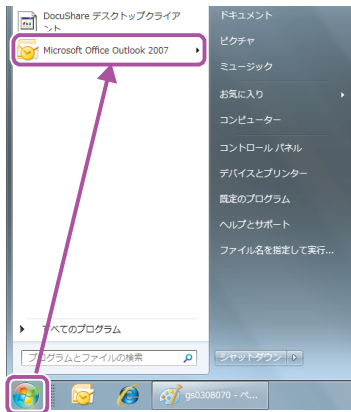 DocuShare デスクトップクライア
ント
Microsoft Office Outlook 2007
すべてのプログラム
プログラムとファイルの検索
ドキュメント
ピクチャ
ミュージック
お気に入り
コンピューター
コントロール パネル
デバイスとプリンター
既定のプログラム
ヘルプとサポート
ファイル名を指定して実行...
シャットダウン
gs0308070 - ペ...